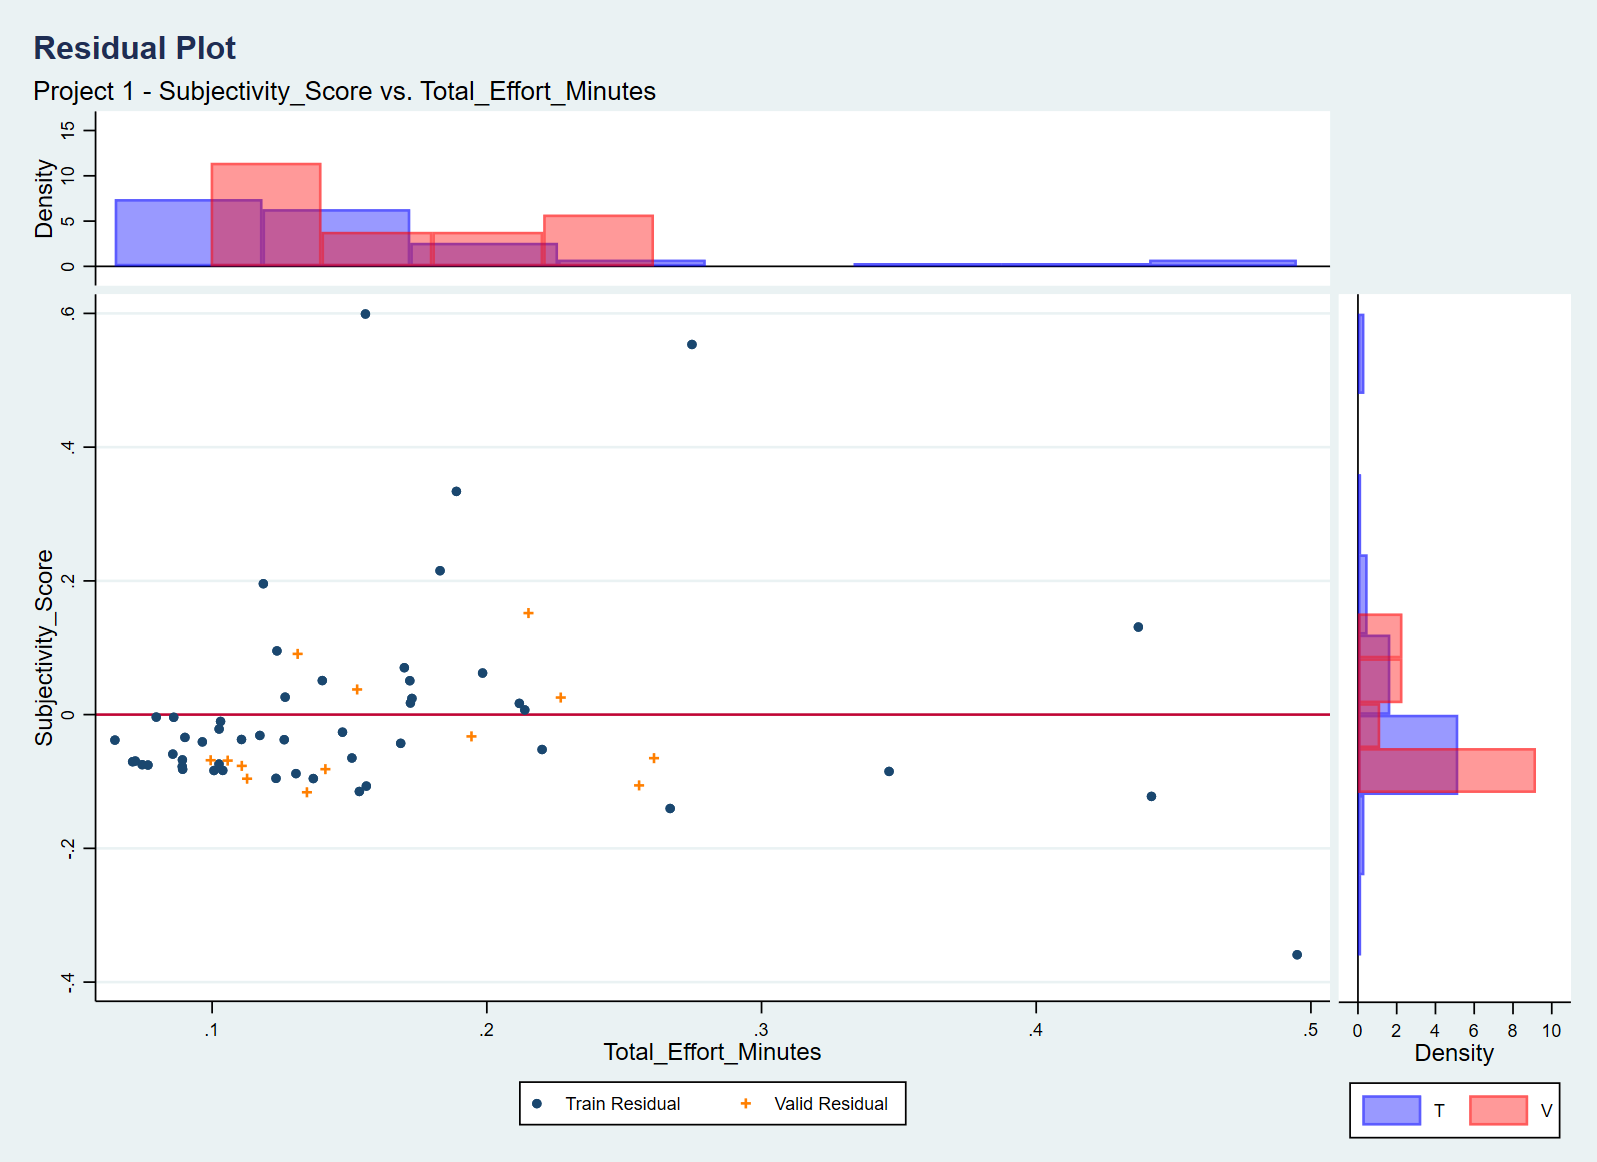 Residual Plot
Project 1 - Subjectivity_Score vs. Total_Effort_Minutes
Density
15
10
5
0
Subjectivity_Score
.6
.4
.2
0
-.2
-.4
.1 .2 .3 .4 .5
Total_Effort_Minutes
0 2 4 6 8 10
Density
Train Residual Valid Residual
T V